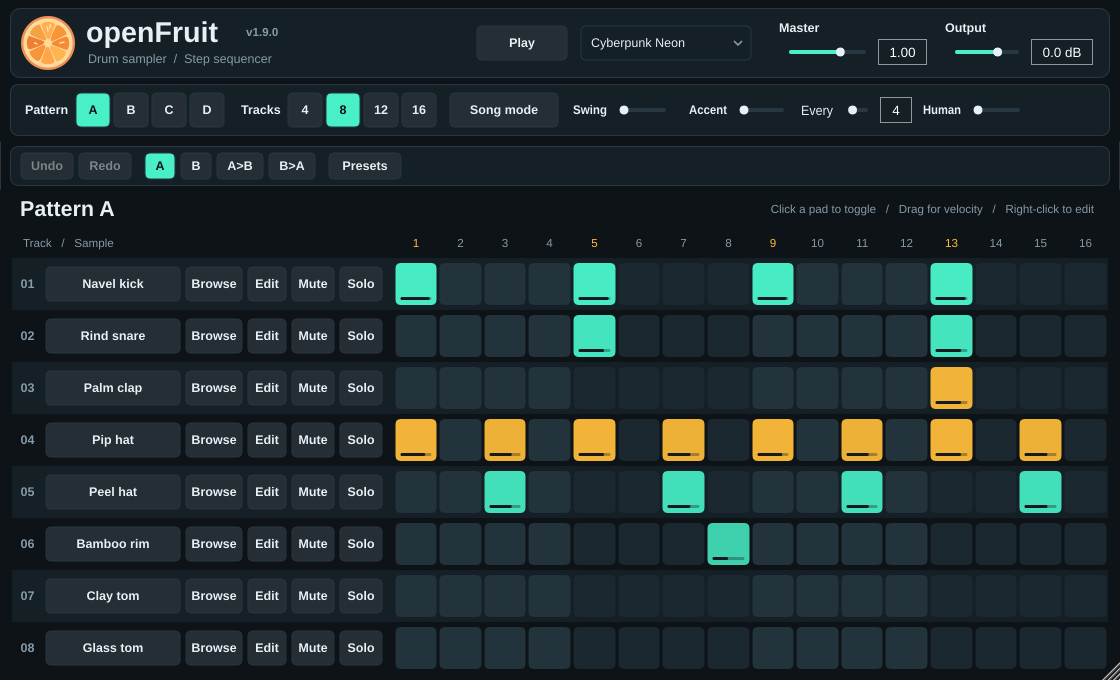 openFruit v1.9.0
Drum sampler / Step sequencer
Play
Cyberpunk Neon
Master
1.00
Output
0.0 dB
Pattern A B C D Tracks 4 8 12 16 Song mode Swing Accent Every 4 Human
Undo Redo A B A>B B>A Presets
Pattern A
Click a pad to toggle / Drag for velocity / Right-click to edit
Track / Sample 1 2 3 4 5 6 7 8 9 10 11 12 13 14 15 16
01 Navel kick Browse Edit Mute Solo
02 Rind snare Browse Edit Mute Solo
03 Palm clap Browse Edit Mute Solo
04 Pip hat Browse Edit Mute Solo
05 Peel hat Browse Edit Mute Solo
06 Bamboo rim Browse Edit Mute Solo
07 Clay tom Browse Edit Mute Solo
08 Glass tom Browse Edit Mute Solo